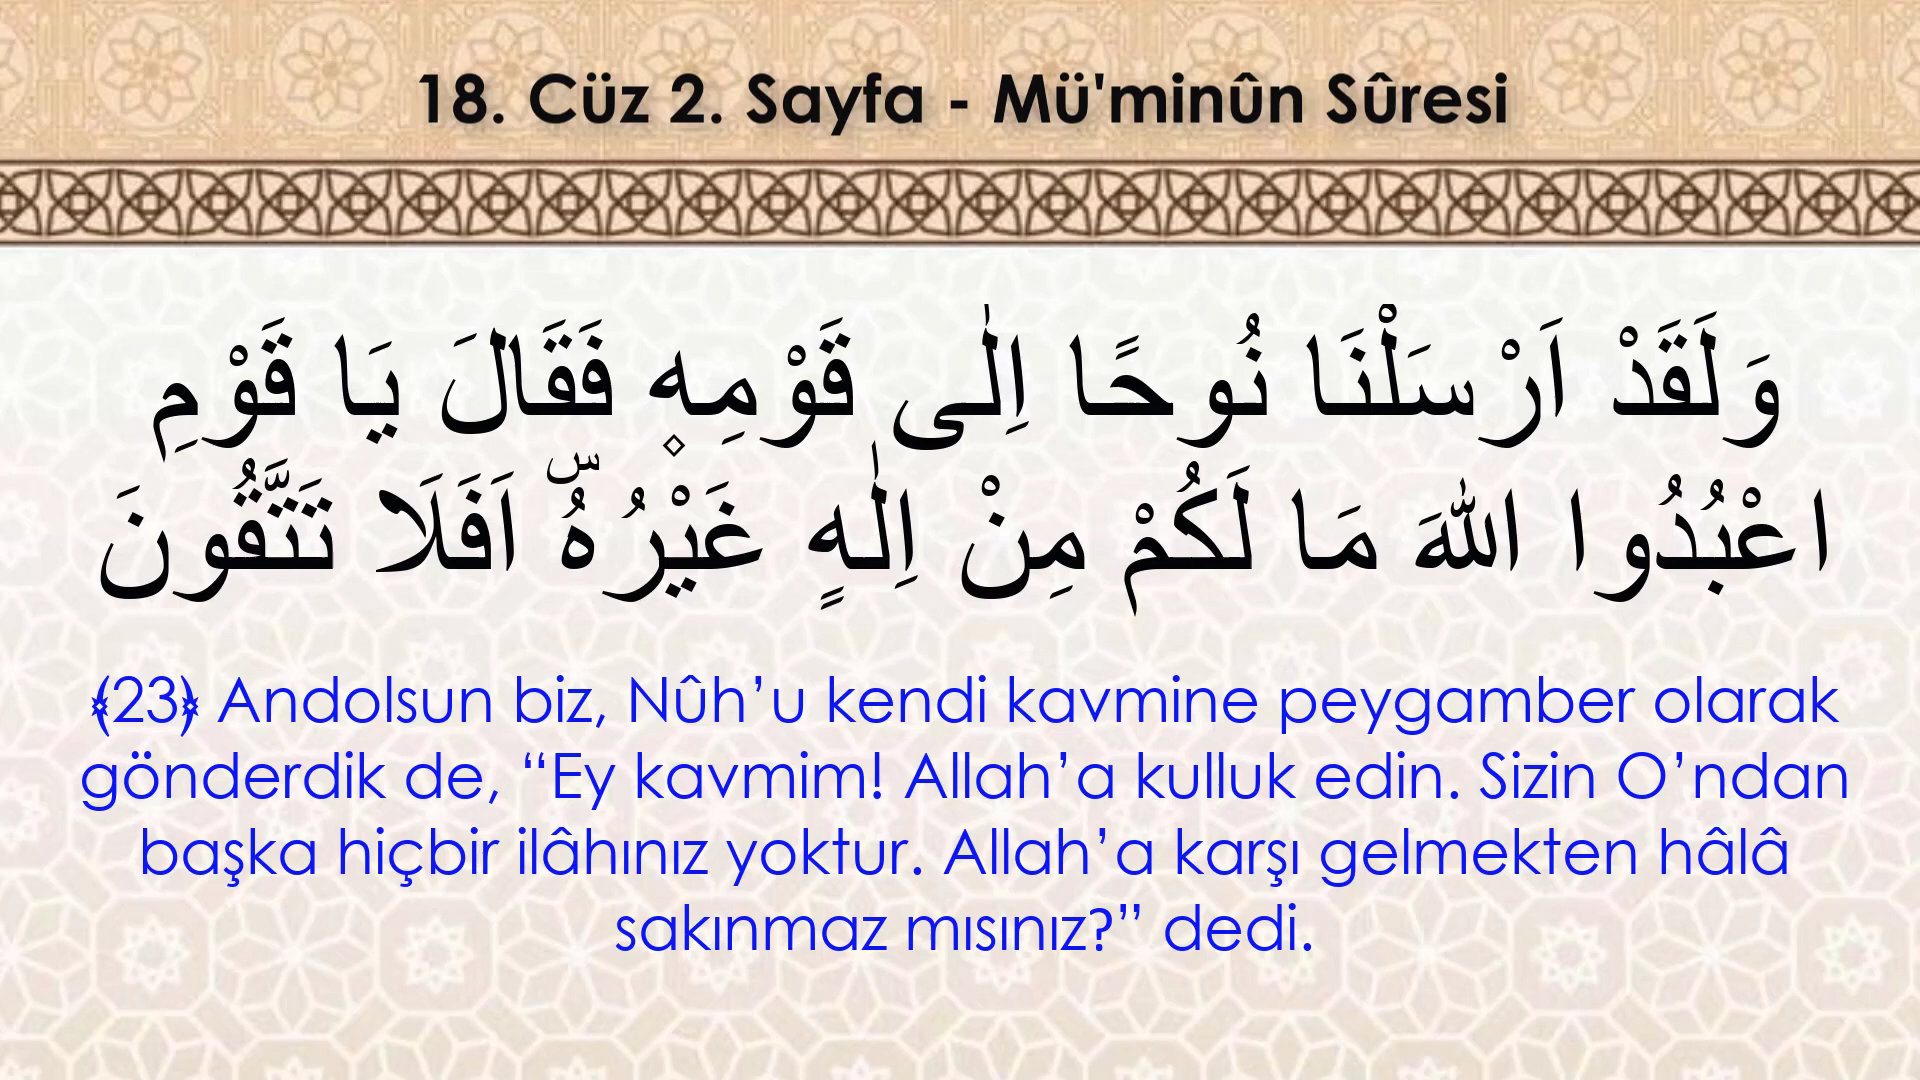 18. Cüz 2. Sayfa - Mü'minûn Sûresi
وَلَقَدْ اَرْسَلْنَا نُوحًا اِلٰى قَوْمِه۪ فَقَالَ يَا قَوْمِ
اعْبُدُوا اللّٰهَ مَا لَكُمْ مِنْ اِلٰهٍ غَيْرُهُۜ اَفَلَا تَتَّقُونَ
﴾23﴿ Andolsun biz, Nûh’u kendi kavmine peygamber olarak
gönderdik de, “Ey kavmim! Allah’a kulluk edin. Sizin O’ndan
başka hiçbir ilâhınız yoktur. Allah’a karşı gelmekten hâlâ
sakınmaz mısınız?” dedi.